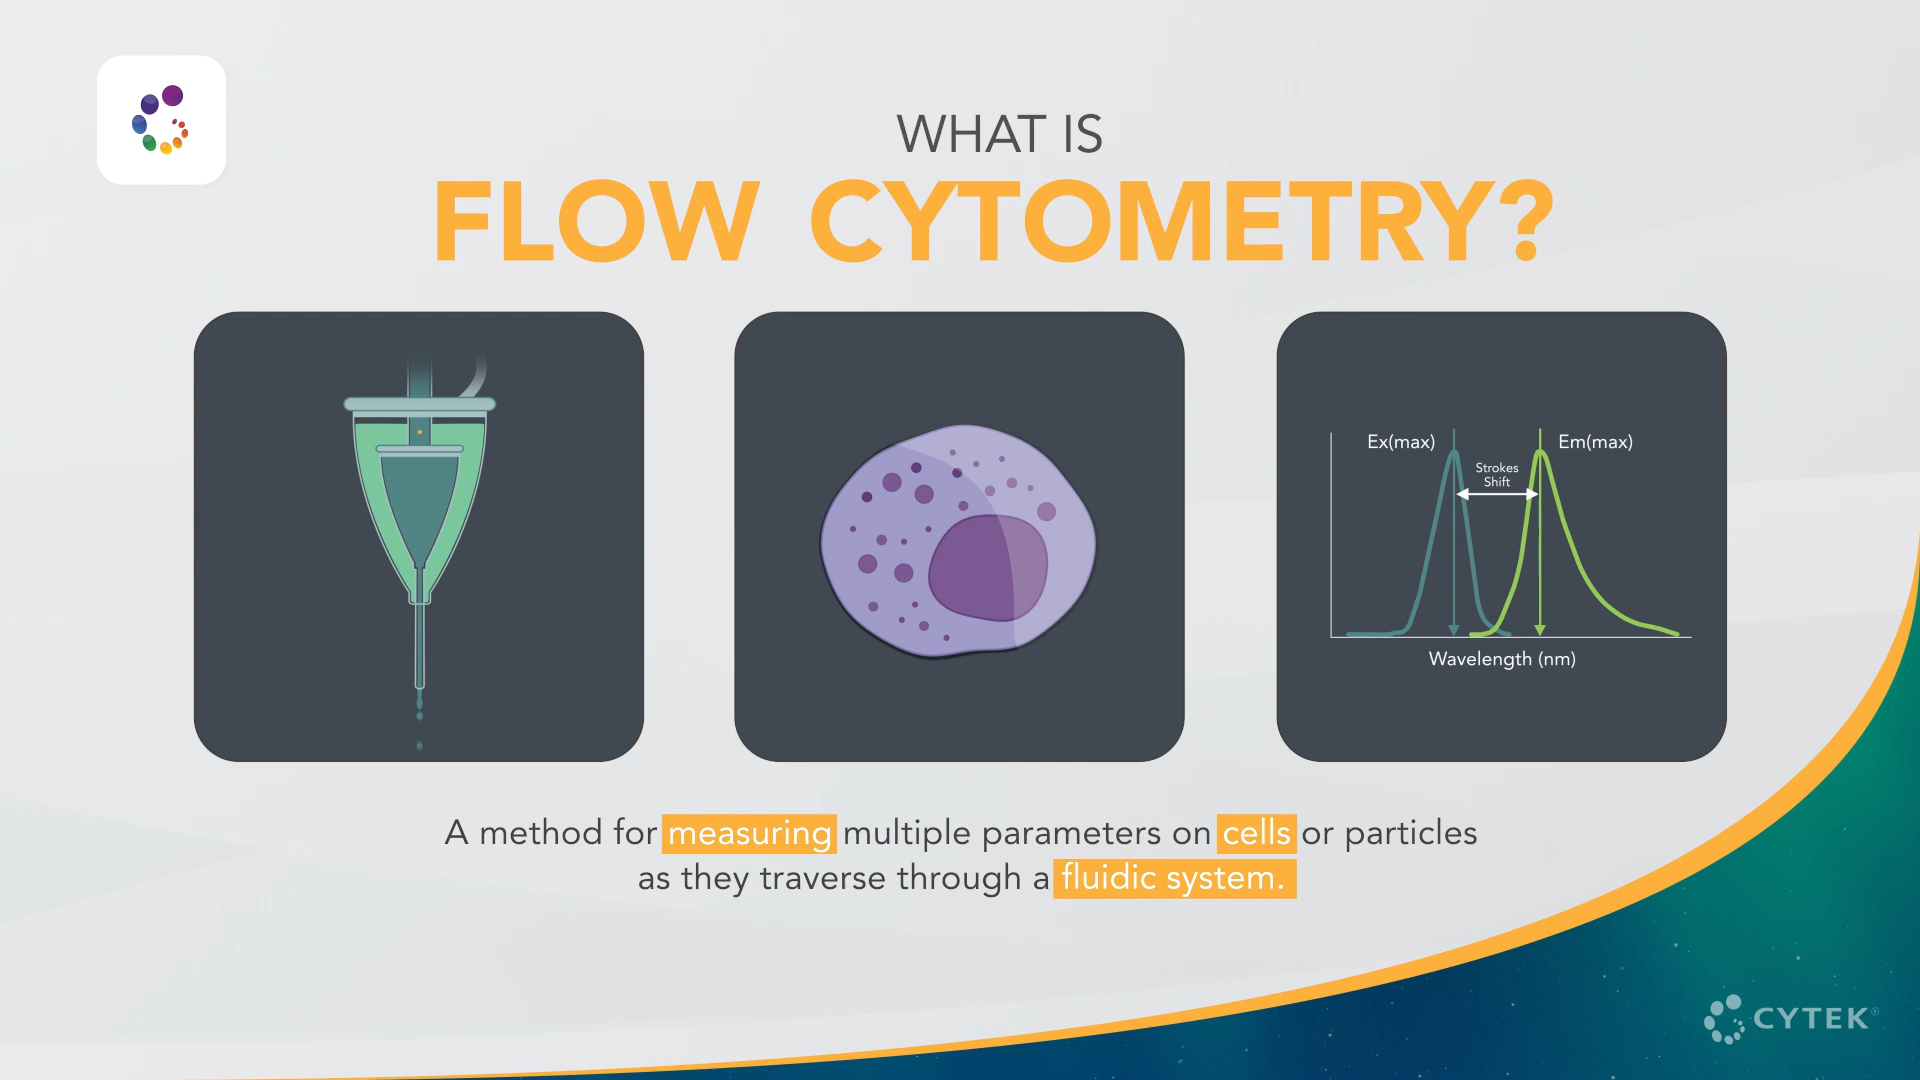 WHAT IS
FLOW CYTOMETRY?
Ex(max)
Em(max)
Strokes
Shift
Wavelength (nm)
A method for measuring multiple parameters on cells or particles
as they traverse through a fluidic system.
CYTEK®